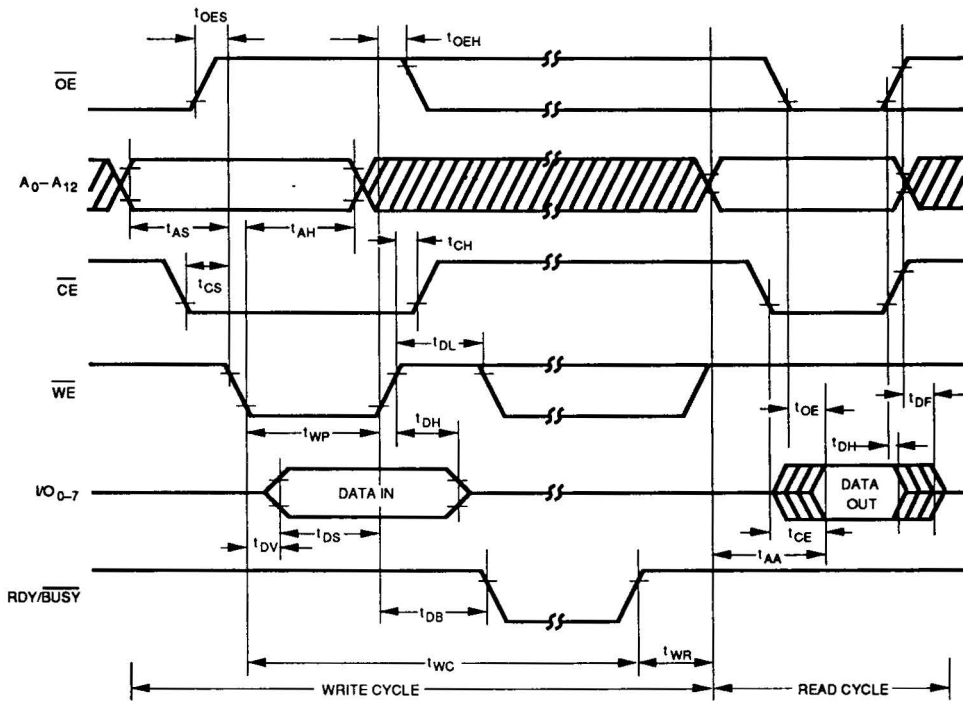 tOES
tOEH
OE
A0–A12
tAS
tAH
tCH
CE
tCS
tDL
WE
tOE
tDF
tWP
tDH
tDH
I/O0–7
DATA IN
DATA OUT
tDV
tDS
tCE
tAA
RDY/BUSY
tDB
tWC
tWR
WRITE CYCLE
READ CYCLE